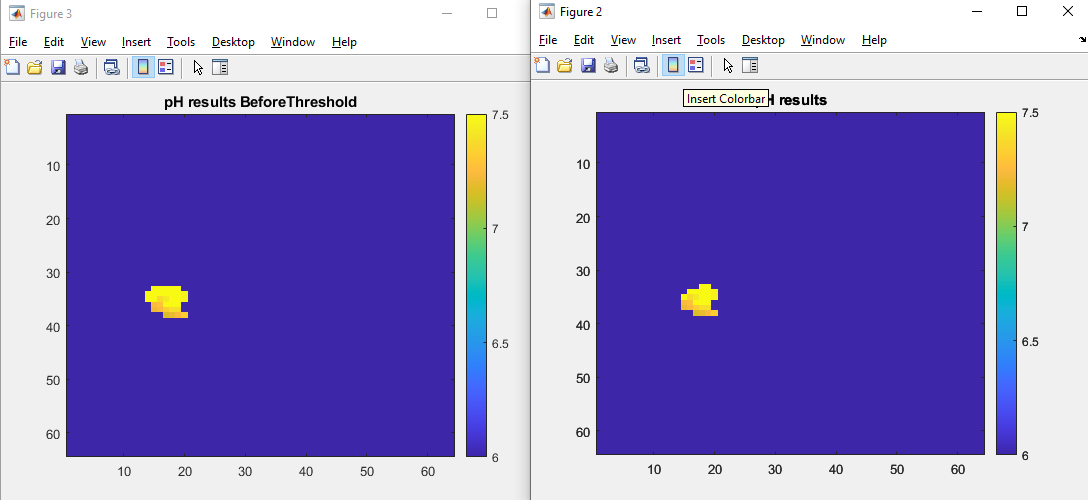 Figure 3
File Edit View Insert Tools Desktop Window Help
pH results BeforeThreshold
7.5
7
6.5
6
10
20
30
40
50
60
10 20 30 40 50 60
Figure 2
File Edit View Insert Tools Desktop Window Help
Insert Colorbar
H results
7.5
7
6.5
6
10
20
30
40
50
60
10 20 30 40 50 60